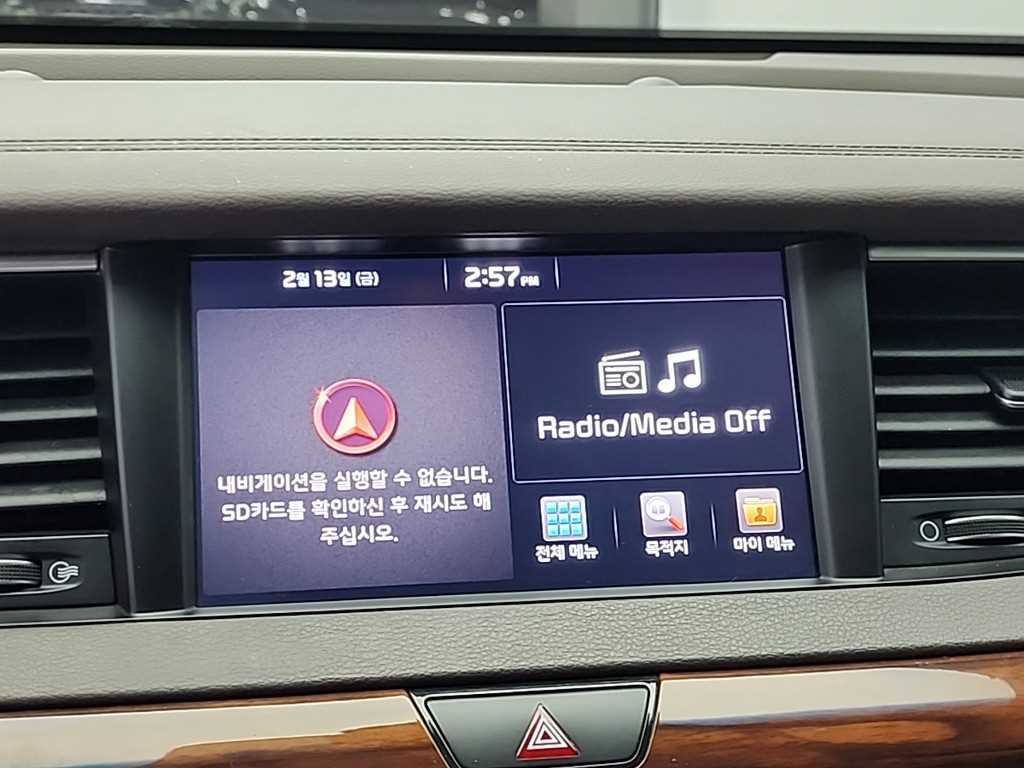 2월 13일 (금)
2:57 PM
내비게이션을 실행할 수 없습니다.
SD카드를 확인하신 후 재시도 해
주십시오.
Radio/Media Off
전체 메뉴
목적지
마이 메뉴